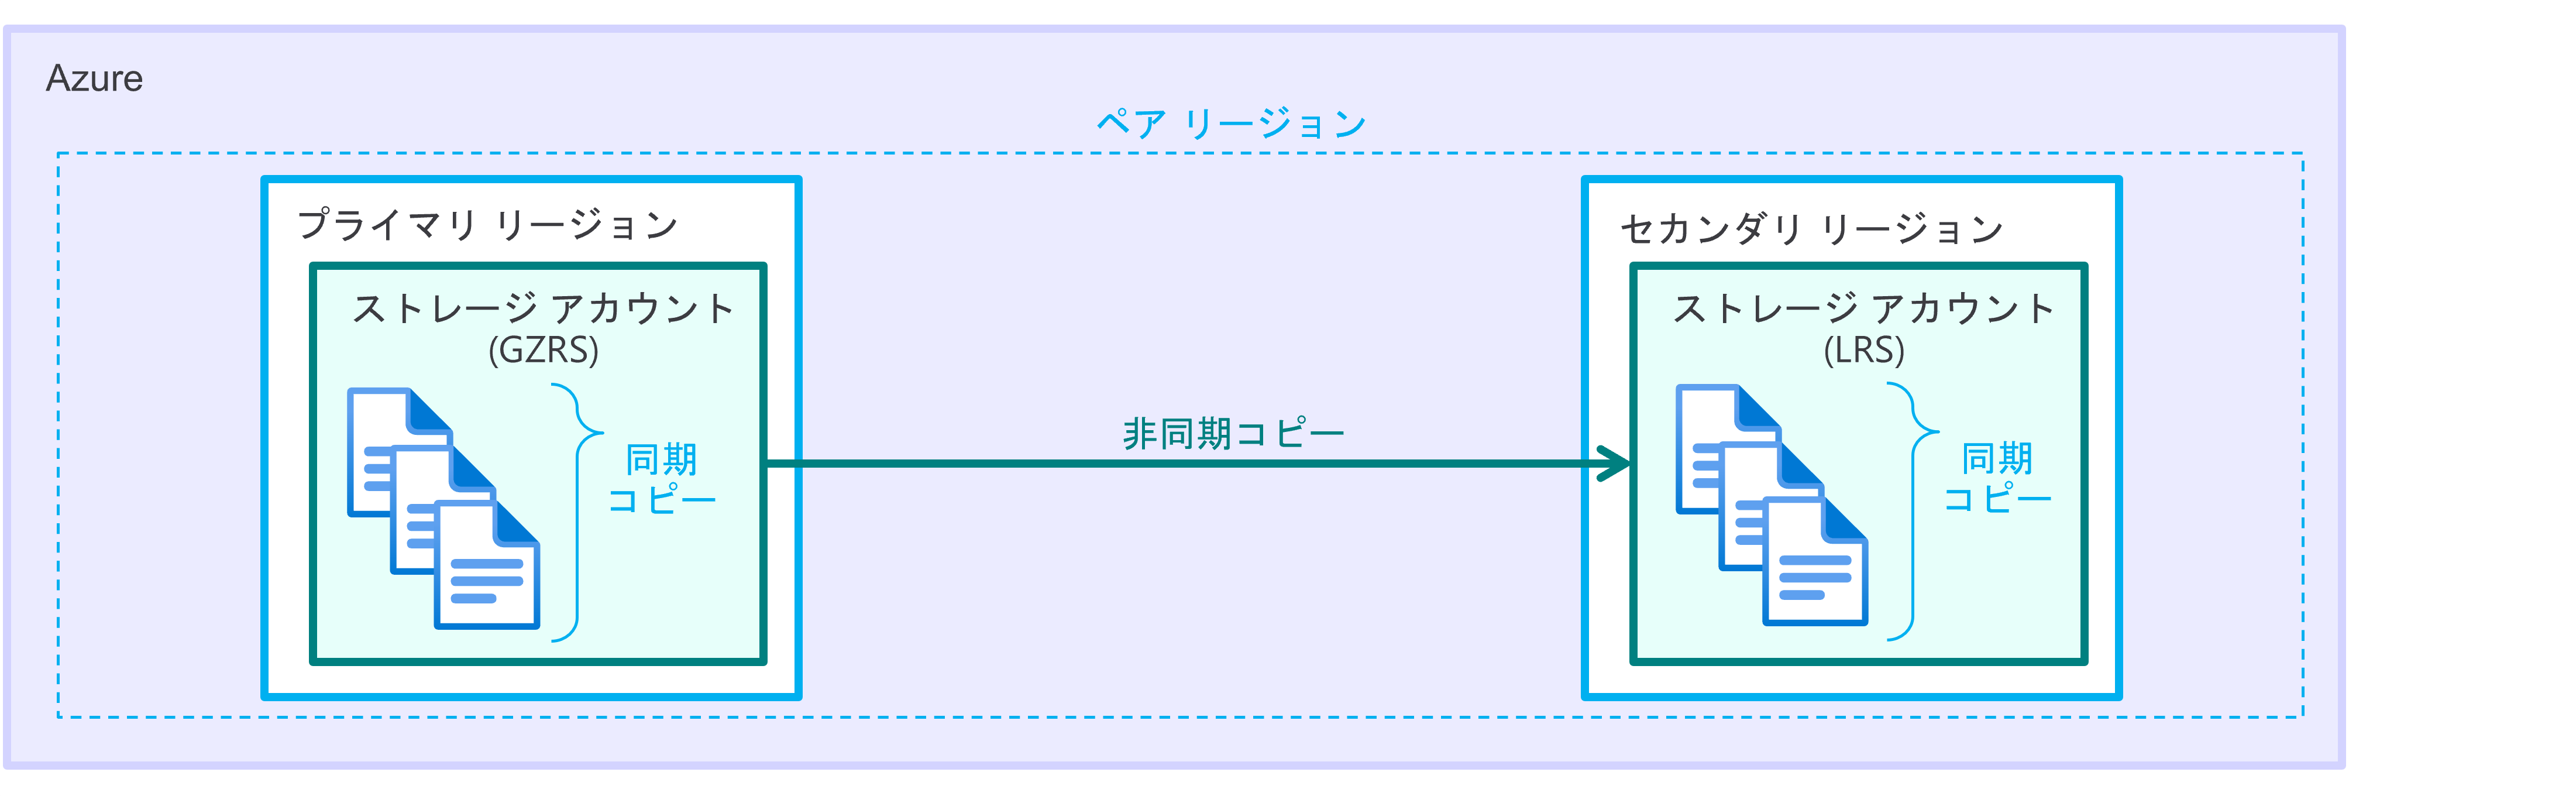 Azure
ペア リージョン
プライマリ リージョン
ストレージ アカウント
(GZRS)
同期
コピー
非同期コピー
セカンダリ リージョン
ストレージ アカウント
(LRS)
同期
コピー